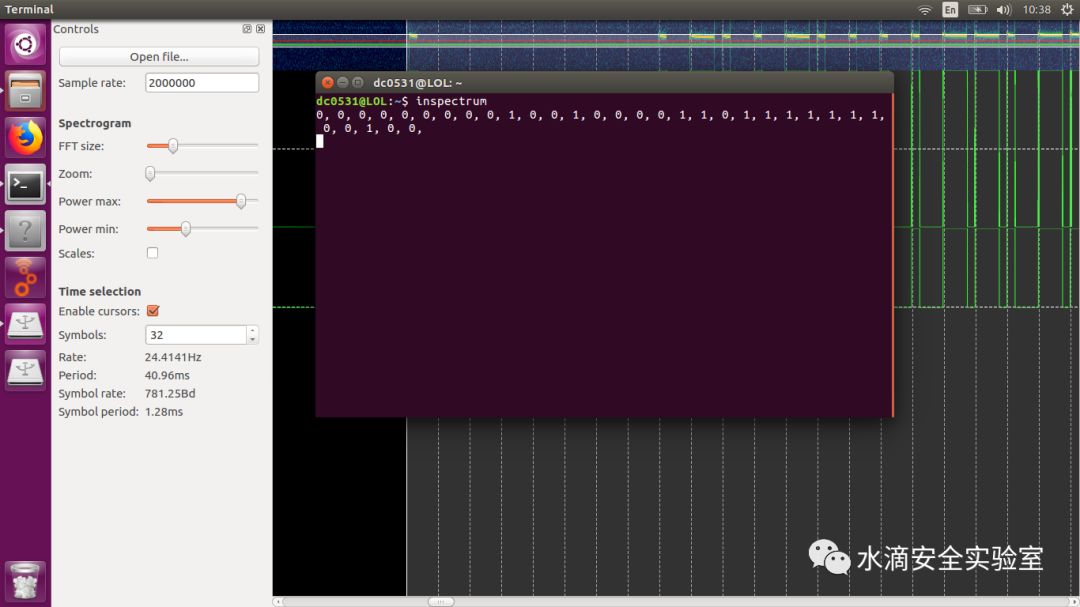 Terminal
En
10:38
Controls
Open file...
Sample rate: 2000000
Spectrogram
FFT size:
Zoom:
Power max:
Power min:
Scales:
Time selection
Enable cursors:
Symbols: 32
Rate: 24.4141Hz
Period: 40.96ms
Symbol rate: 781.25Bd
Symbol period: 1.28ms
dc0531@LOL: ~
dc0531@LOL:~$ inspectrum
0, 0, 0, 0, 0, 0, 0, 0, 0, 1, 0, 0, 1, 0, 0, 0, 0, 1, 1, 0, 1, 1, 1, 1, 1, 1, 1,
0, 0, 1, 0, 0,
水滴安全实验室